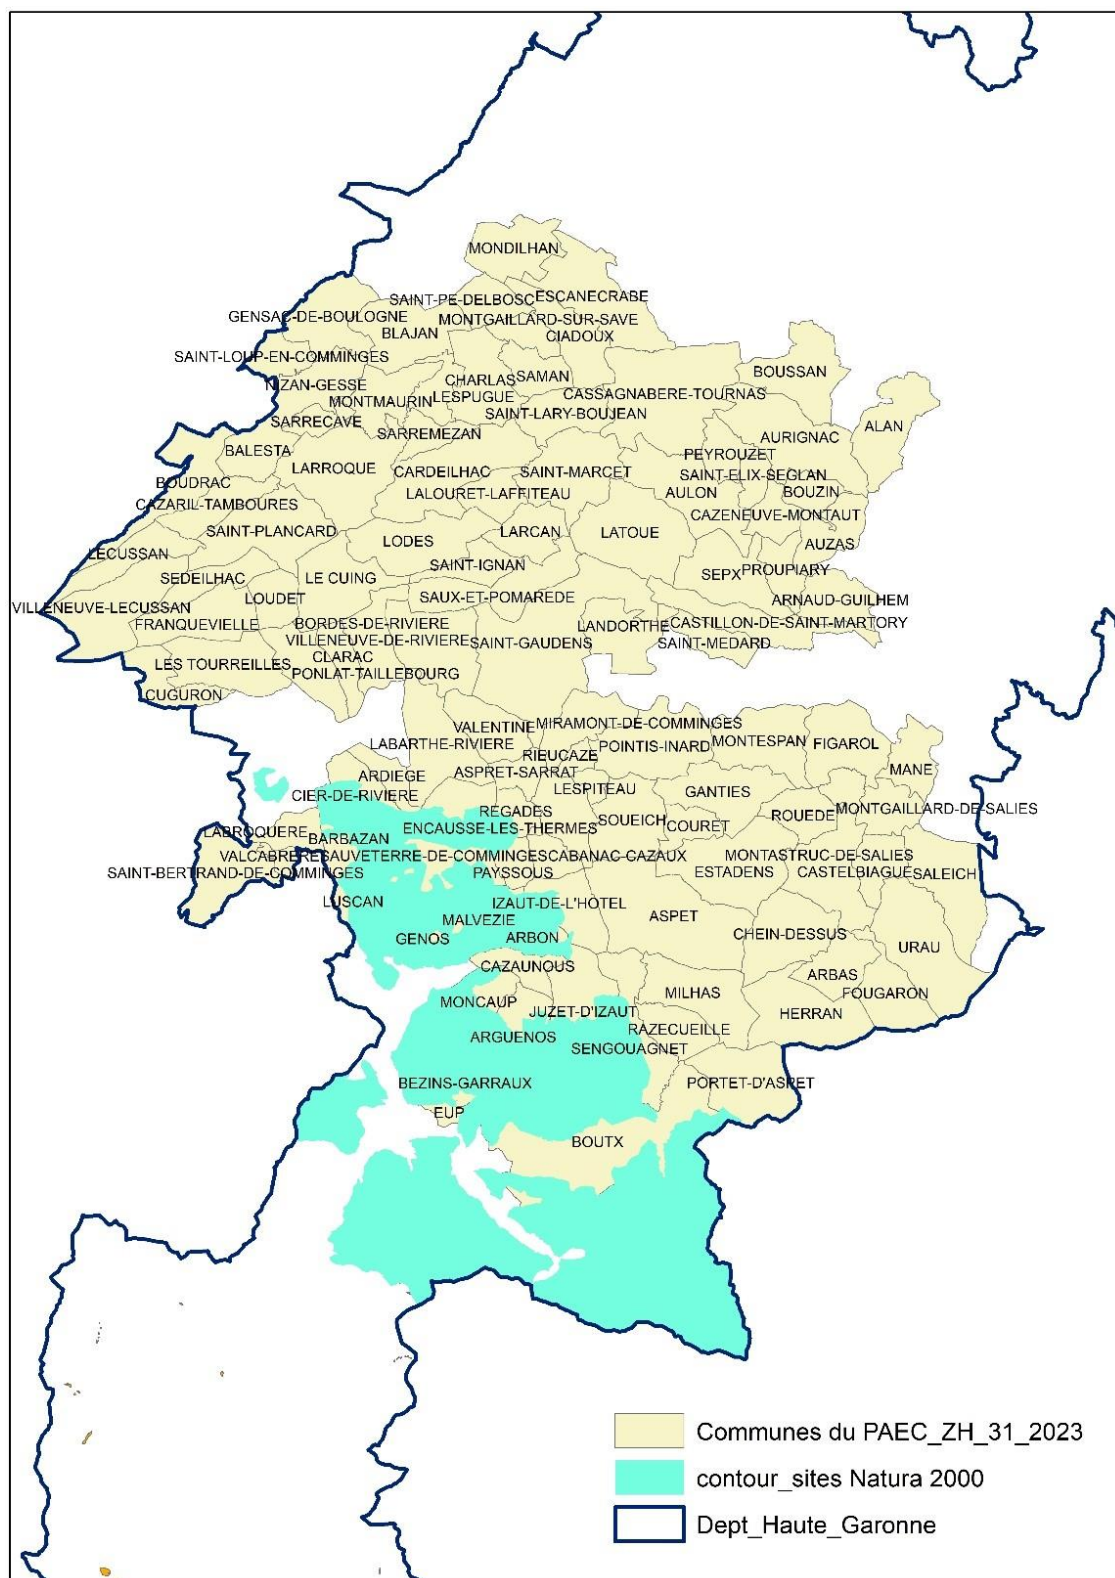 MONDILHAN
SAINT-PE-DELBOSC
ESCANECRABE
GENSAC-DE-BOULOGNE
MONTGAILLARD-SUR-SAVE
BLAJAN
CIADOUX
SAINT-LOUP-EN-COMMINGES
BOUSSAN
NIZAN-GESSE
CHARLAS
SAMAN
MONTMAURIN
LESPUGUE
CASSAGNABERE-TOURNAS
SAINT-LARY-BOUJEAN
SARRECAVE
ALAN
SARREMEZAN
AURIGNAC
BALESTA
PEYROUZET
LARROQUE
CARDEILHAC
SAINT-MARCET
SAINT-ELIX-SEGLAN
BOUDRAC
LALOURET-LAFFITEAU
AULON
BOUZIN
CAZARIL-TAMBOURES
CAZENEUVE-MONTAUT
SAINT-PLANCARD
LARCAN
LATOUE
LODES
AUZAS
LECUSSAN
SAINT-IGNAN
SEPX
PROUPIARY
SEDEILHAC
LE CUING
LOUDET
SAUX-ET-POMAREDE
ARNAUD-GUILHEM
VILLENEUVE-LECUSSAN
FRANQUEVILLE
BORDES-DE-RIVIERE
LANDORTHE
CASTILLON-DE-SAINT-MARTORY
VILLENEUVE-DE-RIVIERE
SAINT-GAUDENS
SAINT-MEDARD
CLARAC
LES TOURREILLES
PONLAT-TAILLEBOURG
CUGURON
VALENTINE
MIRAMONT-DE-COMMINGES
LABARTHE-RIVIERE
POINTIS-INARD
MONTESPAN
FIGAROL
RIEUCAZE
ARDIEGE
ASPRET-SARRAT
MANE
CIER-DE-RIVIERE
LESPITEAU
GANTIES
REGADES
MONTGAILLARD-DE-SALIES
SOUEICH
ROUEDE
LABROQUERE
ENCAUSSE-LES-THERMES
COURET
BARBAZAN
VALCABRERE
SAUVETERRE-DE-COMMINGES
CABANAC-CAZAUX
MONTASTRUC-DE-SALIES
SAINT-BERTRAND-DE-COMMINGES
PAYSSOUS
ESTADENS
CASTELBIAGUE
SALEICH
LUSCAN
IZAUT-DE-L'HOTEL
ASPET
MALVEZIE
GENOS
ARBON
CHEIN-DESSUS
URAU
CAZAUNOUS
ARBAS
MONCAUP
MILHAS
FOUGARON
JUZET-D'IZAUT
HERRAN
RAZECUEILLE
ARGUENOS
SENGOUAGNET
BEZINS-GARRAUX
PORTET-D'ASPET
EUP
BOUTX
Communes du PAEC_ZH_31_2023
contour_sites Natura 2000
Dept_Haute_Garonne